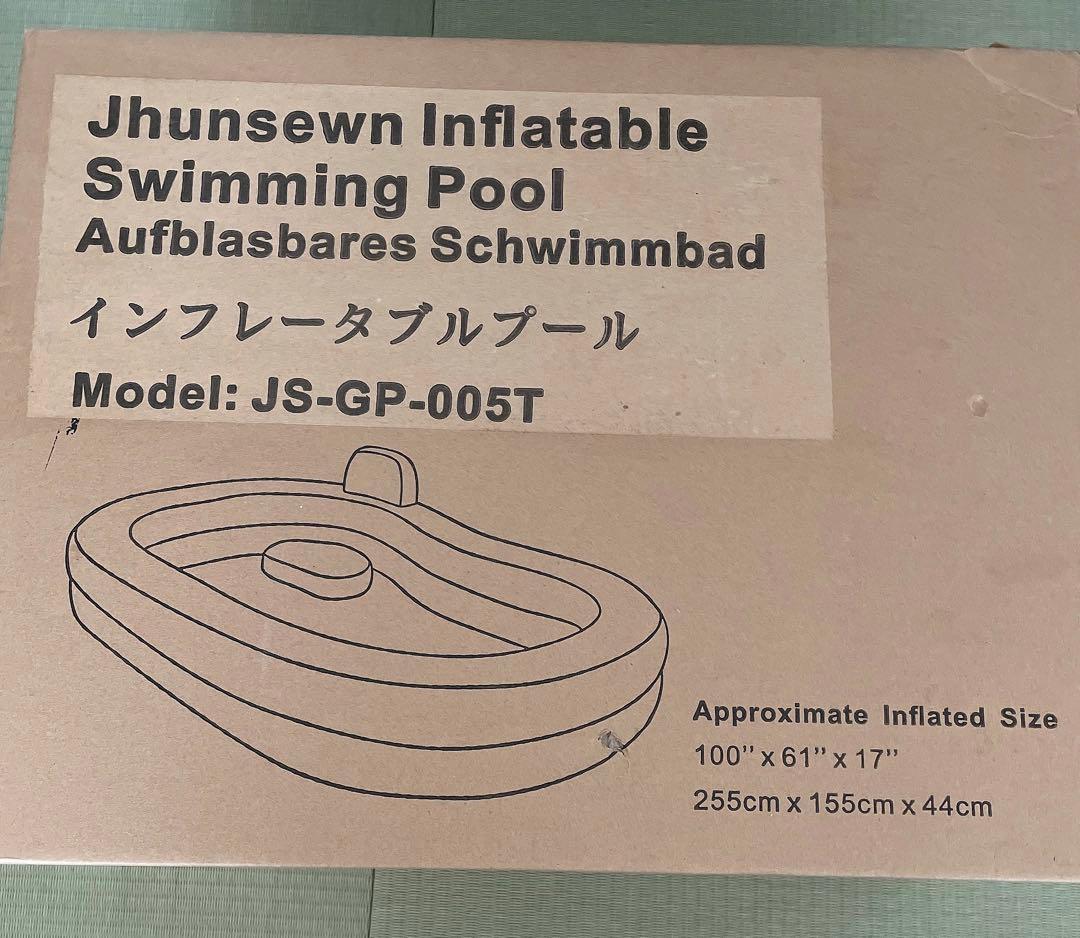 Jhunsewn Inflatable
Swimming Pool
Aufblasbares Schwimmbad
インフレータブルプール
Model: JS-GP-005T
Approximate Inflated Size
100’’ x 61’’ x 17’’
255cm x 155cm x 44cm